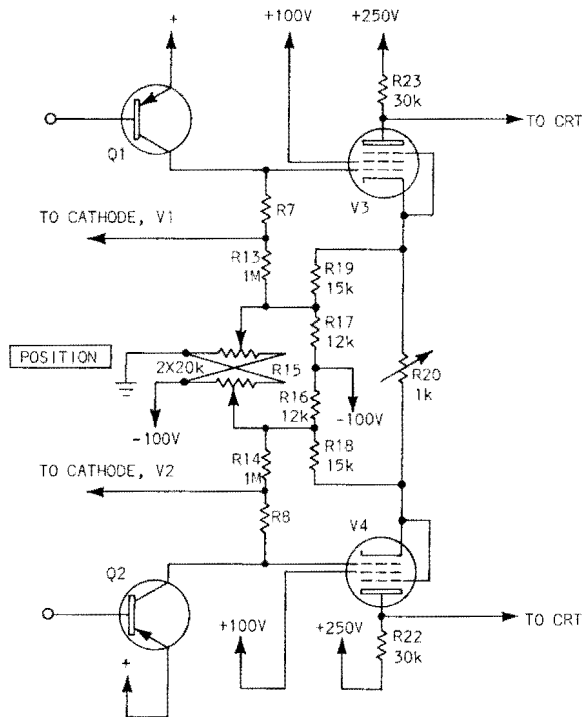 +
+100V
+250V
R23
30k
TO CRT
Q1
V3
R7
TO CATHODE, V1
R13
1M
R19
15k
R17
12k
POSITION
2X20k
R15
R20
1k
R16
12k
-100V
-100V
R14
1M
R18
15k
TO CATHODE, V2
R8
V4
Q2
+100V
+250V
TO CRT
R22
30k
+